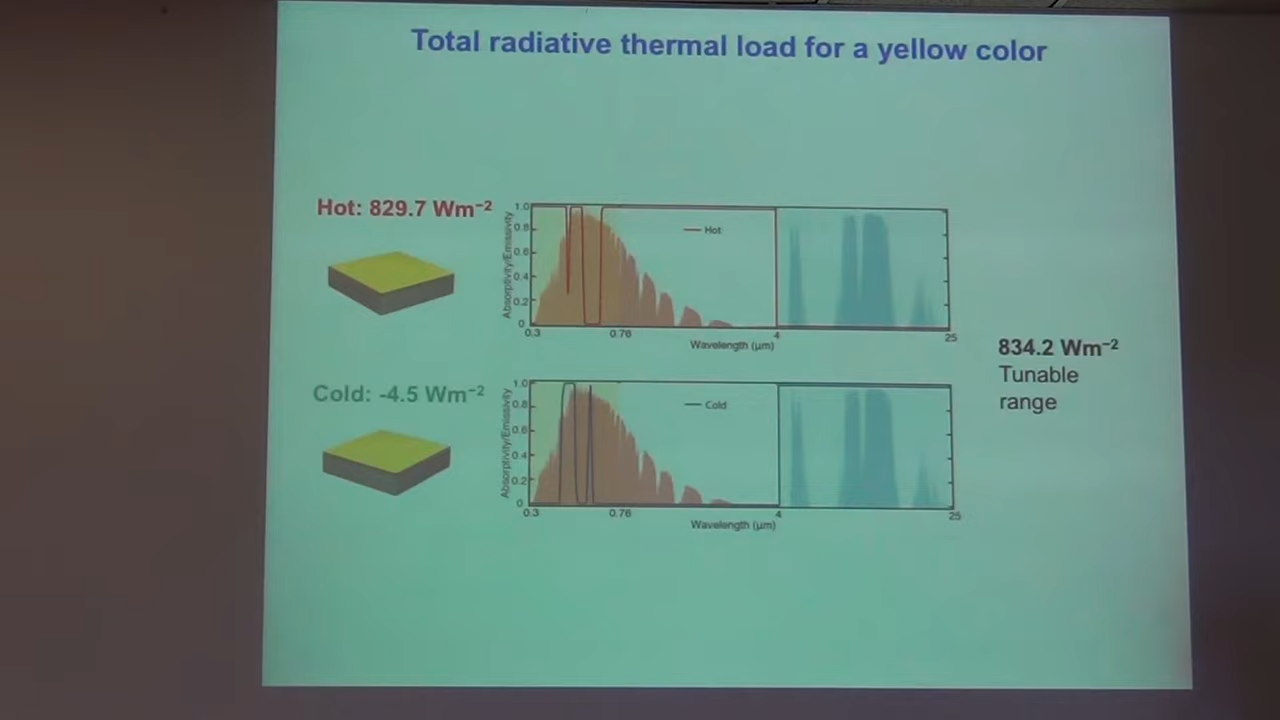 Total radiative thermal load for a yellow color
Hot: 829.7 Wm⁻²
Absorptivity/Emissivity
1.0
0.8
0.6
0.4
0.2
0
Hot
0.3
0.76
4
25
Wavelength (μm)
834.2 Wm⁻²
Tunable
range
Cold: -4.5 Wm⁻²
Absorptivity/Emissivity
1.0
0.8
0.6
0.4
0.2
0
Cold
0.3
0.76
4
25
Wavelength (μm)